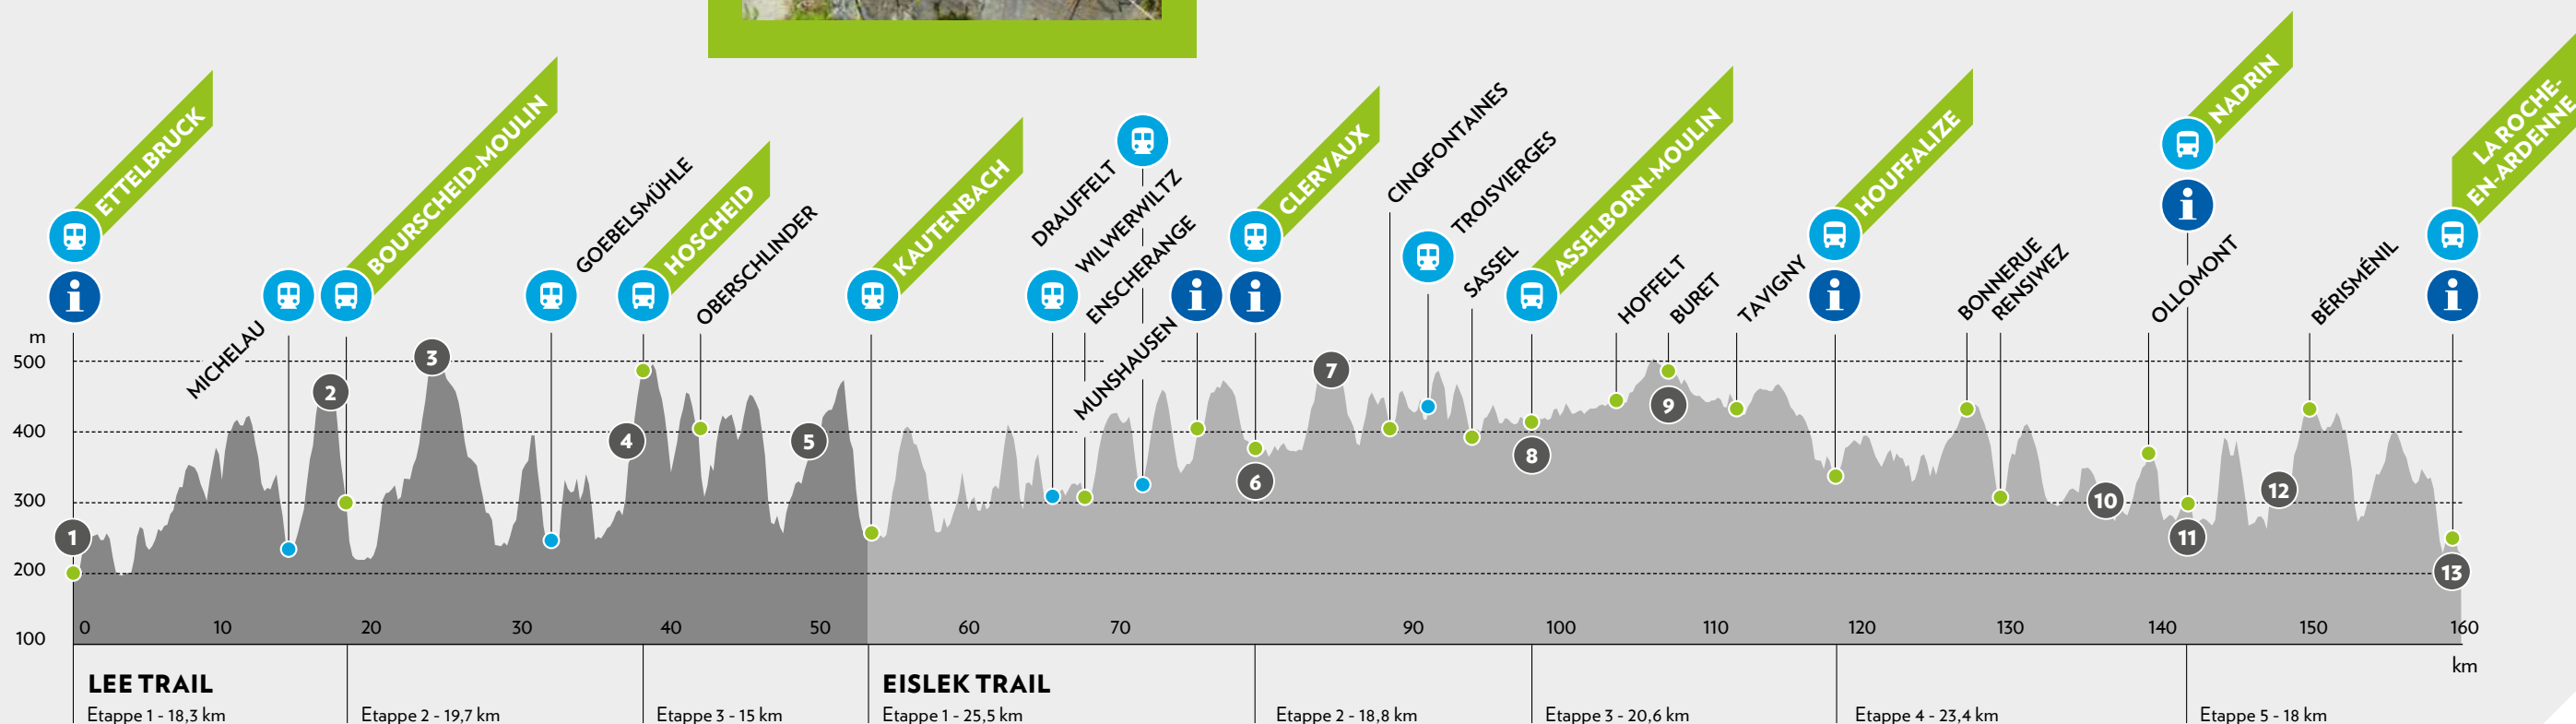 ETTELBRUCK
MICHELAU
BOURSCHEID-MOULIN
GOEBELSMÜHLE
HOSCHEID
OBERSCHLINDER
KAUTENBACH
DRAUFFELT
WILWERWILTZ
ENSCHERANGE
MUNSHAUSEN
CLERVAUX
CINQFONTAINES
TROISVIERGES
SASSEL
ASSELBORN-MOULIN
HOFFELT
BURET
TAVIGNY
HOUFFALIZE
BONNERUE
RENSIWEZ
OLLOMONT
NADRIN
BÉRISMÉNIL
LA ROCHE-
EN-ARDENNE
i
i
i
i
i
i
m
500
400
300
200
100
1
2
3
4
5
6
7
8
9
10
11
12
13
0 10 20 30 40 50 60 70 90 100 110 120 130 140 150 160
km
LEE TRAIL
EISLEK TRAIL
Etappe 1 - 18,3 km
Etappe 2 - 19,7 km
Etappe 3 - 15 km
Etappe 1 - 25,5 km
Etappe 2 - 18,8 km
Etappe 3 - 20,6 km
Etappe 4 - 23,4 km
Etappe 5 - 18 km